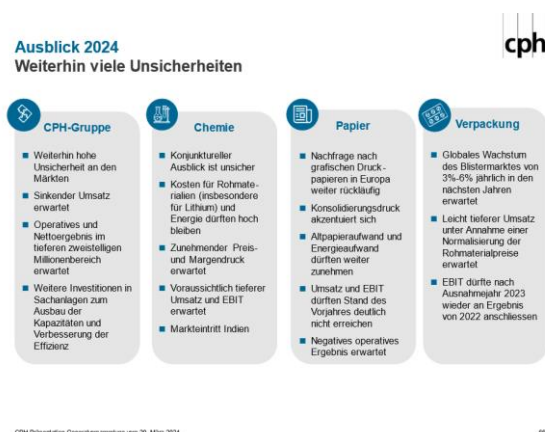 cph
Ausblick 2024
Weiterhin viele Unsicherheiten
CPH-Gruppe
Weiterhin hohe
Unsicherheit an den
Märkten
Sinkender Umsatz
erwartet
Operatives und
Nettoergebnis im
tieferen zweistelligen
Millionenbereich
erwartet
Weitere Investitionen in
Sachanlagen zum
Ausbau der
Kapazitäten und
Verbesserung der
Effizienz
Chemie
Konjunktureller
Ausblick ist unsicher
Kosten für Rohmate-
rialien (insbesondere
für Lithium) und
Energie dürften hoch
bleiben
Zunehmender Preis-
und Margendruck
erwartet
Voraussichtlich tieferer
Umsatz und EBIT
erwartet
Markteintritt Indien
Papier
Nachfrage nach
grafischen Druck-
papieren in Europa
weiter rückläufig
Konsolidierungsdruck
akzentuiert sich
Altpapieraufwand und
Energieaufwand
dürften weiter
zunehmen
Umsatz und EBIT
dürften Stand des
Vorjahres deutlich
nicht erreichen
Negatives operatives
Ergebnis erwartet
Verpackung
Globales Wachstum
des Blistermarktes von
3%-6% jährlich in den
nächsten Jahren
erwartet
Leicht tieferer Umsatz
unter Annahme einer
Normalisierung der
Rohmaterialpreise
erwartet
EBIT dürfte nach
Ausnahmejahr 2023
wieder an Ergebnis
von 2022 anschliessen